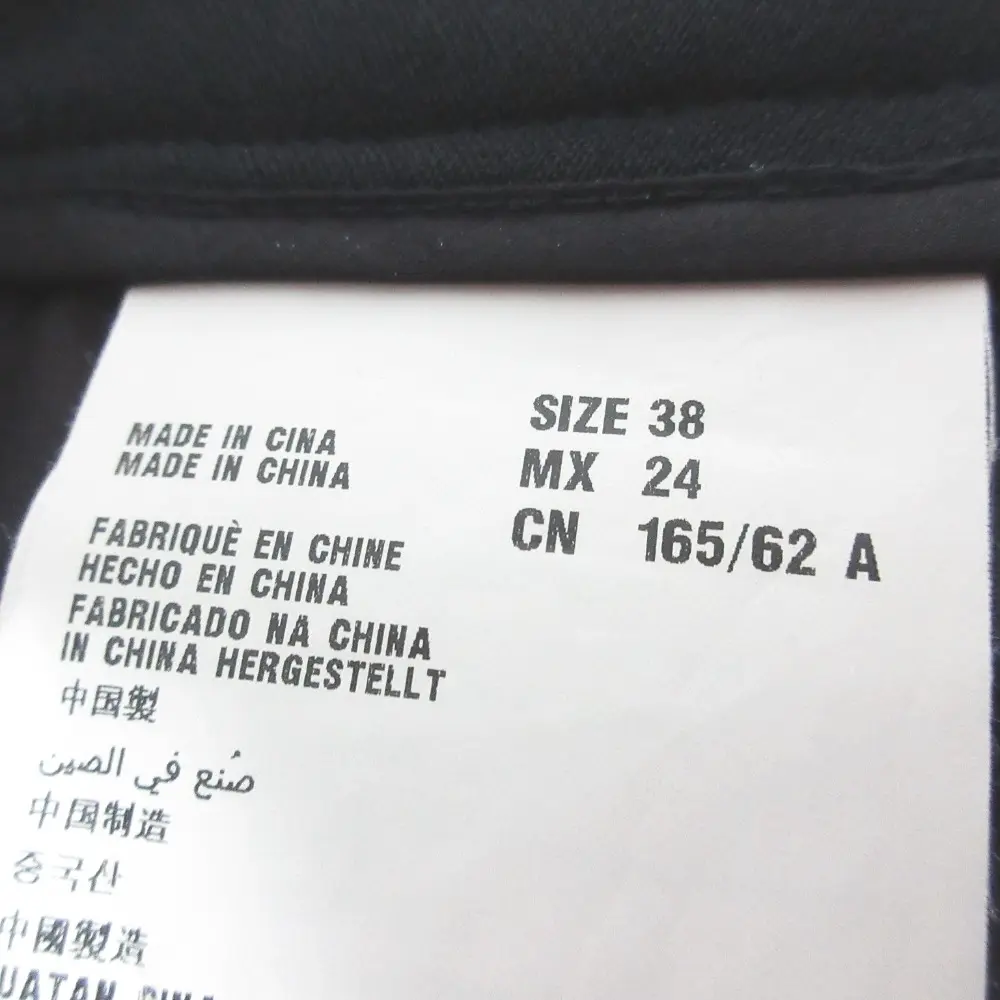 MADE IN CINA
MADE IN CHINA
FABRIQUÈ EN CHINE
HECHO EN CHINA
FABRICADO NA CHINA
IN CHINA HERGESTELLT
中国製
صُنع في الصين
中国制造
중국산
中國製造
SIZE 38
MX 24
CN 165/62 A